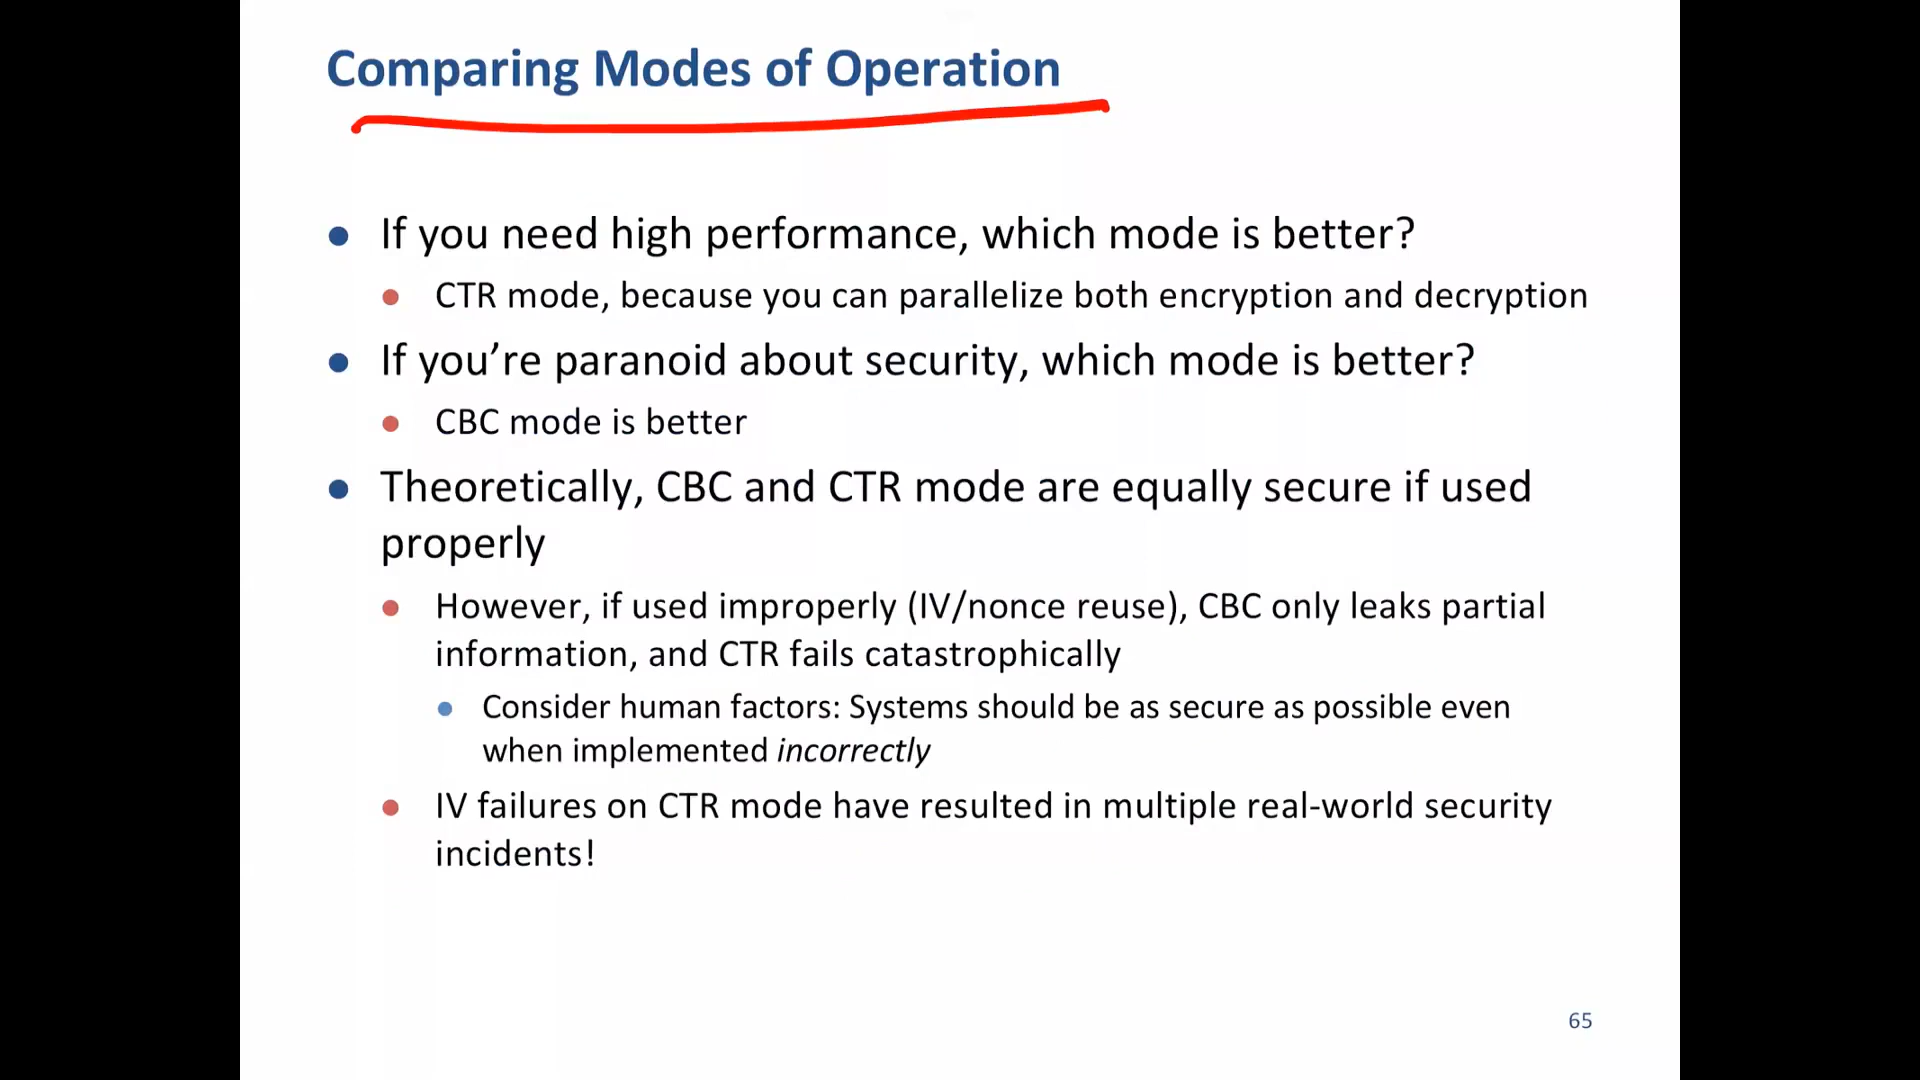 Comparing Modes of Operation
If you need high performance, which mode is better?
CTR mode, because you can parallelize both encryption and decryption
If you’re paranoid about security, which mode is better?
CBC mode is better
Theoretically, CBC and CTR mode are equally secure if used
properly
However, if used improperly (IV/nonce reuse), CBC only leaks partial
information, and CTR fails catastrophically
Consider human factors: Systems should be as secure as possible even
when implemented incorrectly
IV failures on CTR mode have resulted in multiple real-world security
incidents!
65